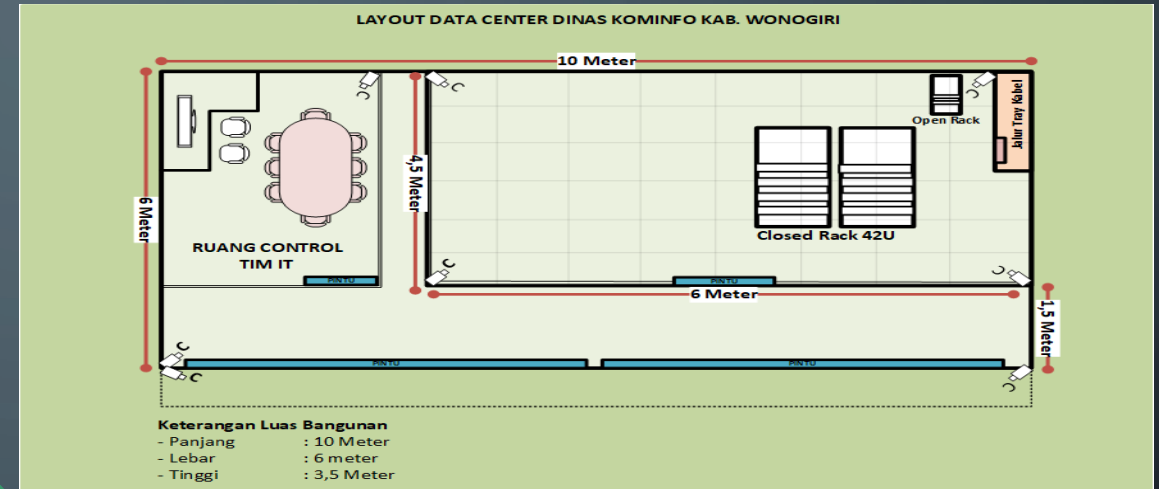 LAYOUT DATA CENTER DINAS KOMINFO KAB. WONOGIRI
10 Meter
Jalur Tray Kabel
Open Rack
4,5 Meter
6 Meter
Closed Rack 42U
RUANG CONTROL
TIM IT
PINTU
PINTU
6 Meter
1,5 Meter
PINTU
PINTU
Keterangan Luas Bangunan
- Panjang : 10 Meter
- Lebar : 6 meter
- Tinggi : 3,5 Meter